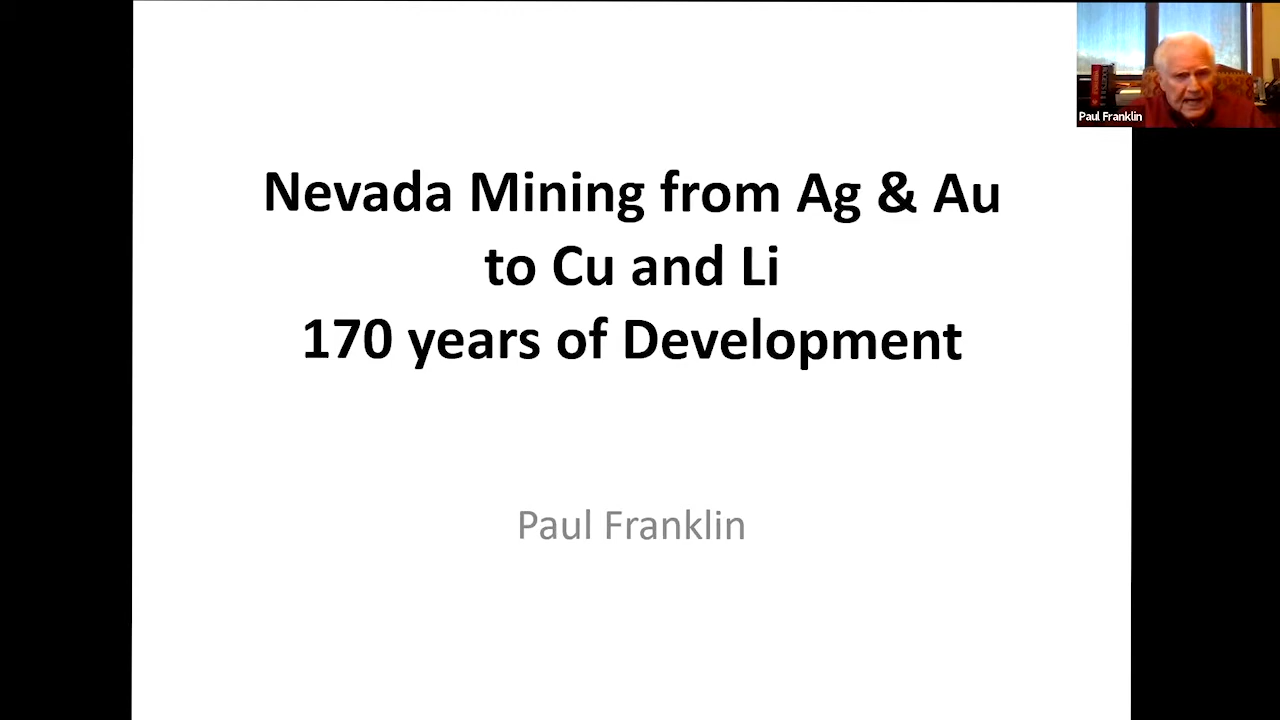 Nevada Mining from Ag & Au
to Cu and Li
170 years of Development
Paul Franklin
Paul Franklin